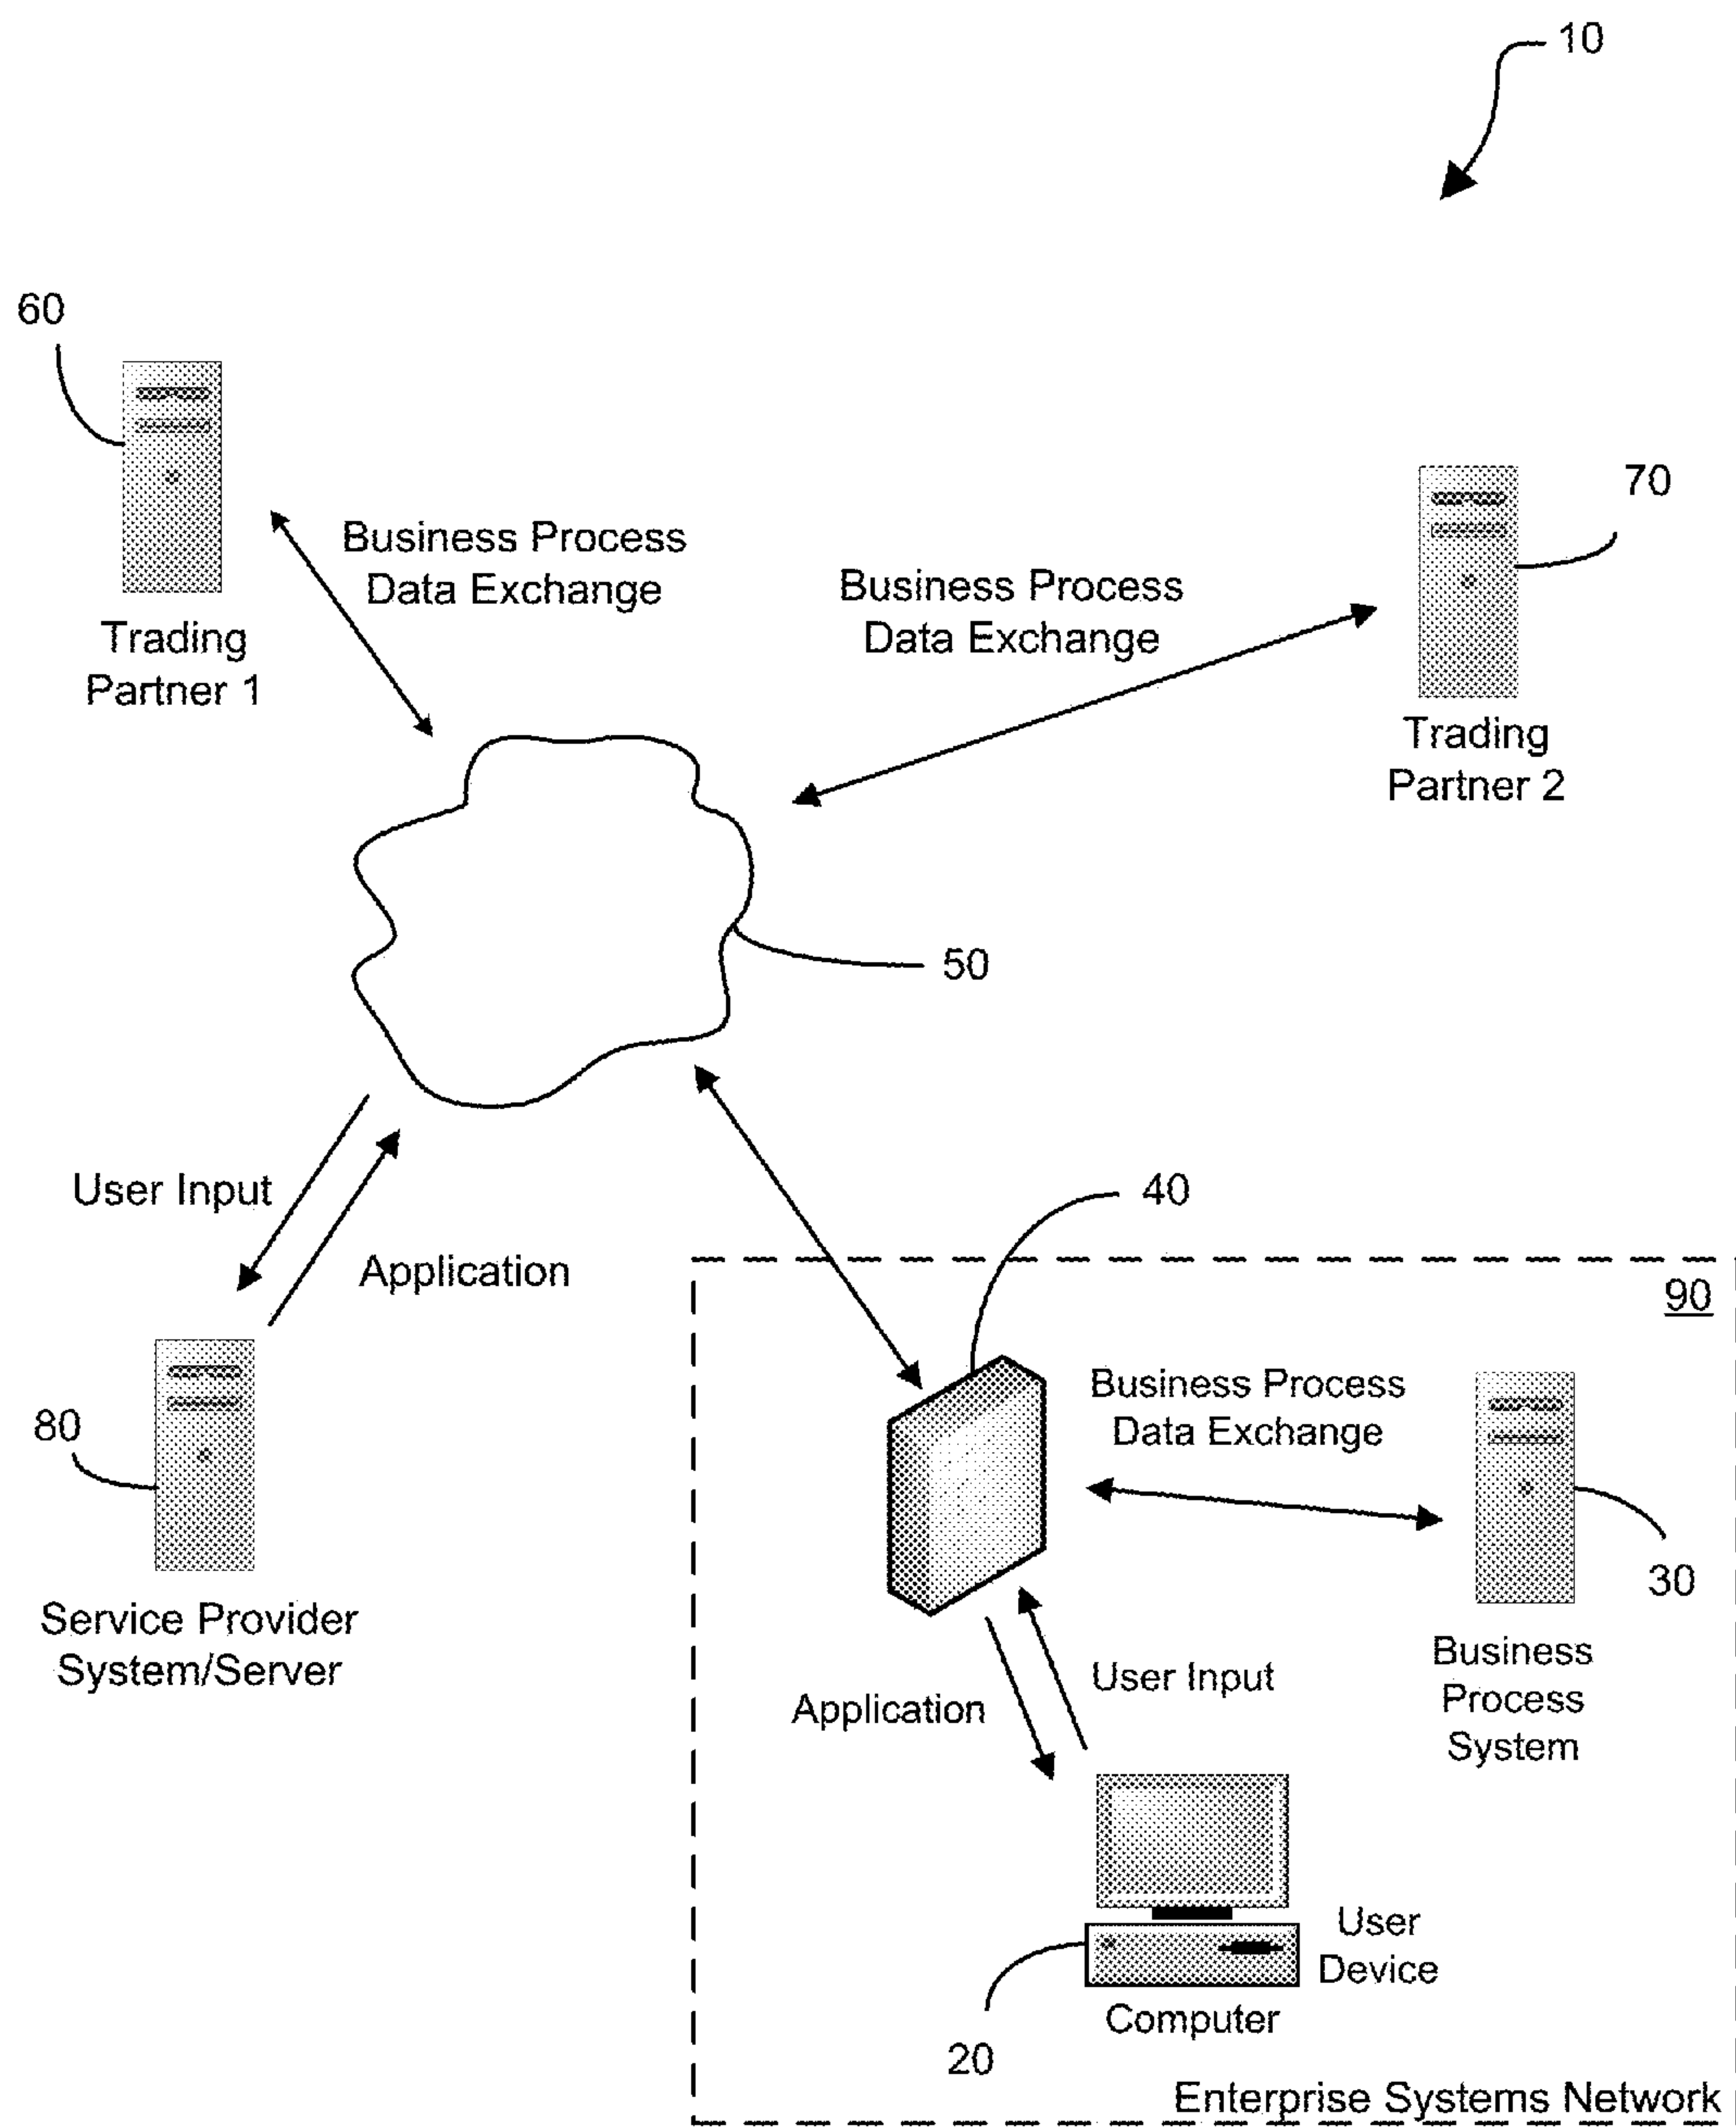 10
60
Business Process
Data Exchange
Trading
Partner 1
70
Business Process
Data Exchange
Trading
Partner 2
50
User Input
Application
40
90
80
Service Provider
System/Server
Business Process
Data Exchange
30
Business
Process
System
Application
User Input
User
Device
Computer
20
Enterprise Systems Network